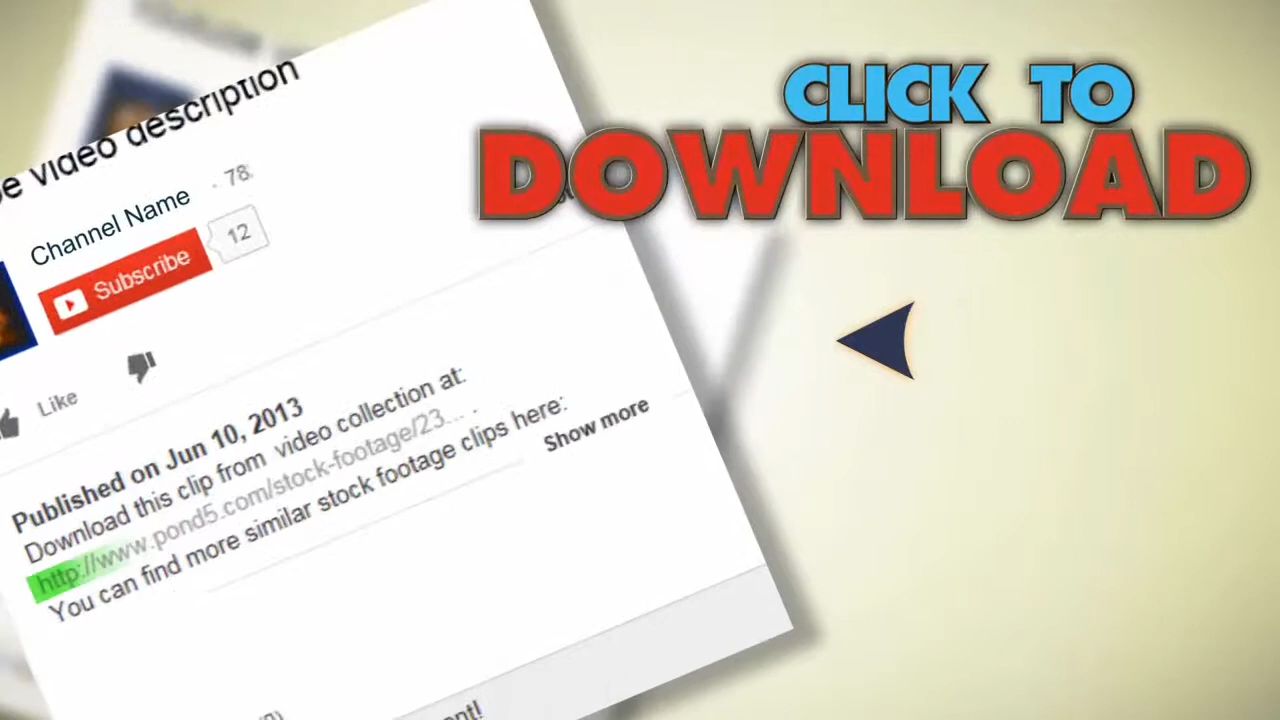 CLICK TO
DOWNLOAD
video description
Channel Name
78
Subscribe
12
Like
Published on Jun 10, 2013
Download this clip from video collection at:
http://www.pond5.com/stock-footage/23...
You can find more similar stock footage clips here:
Show more